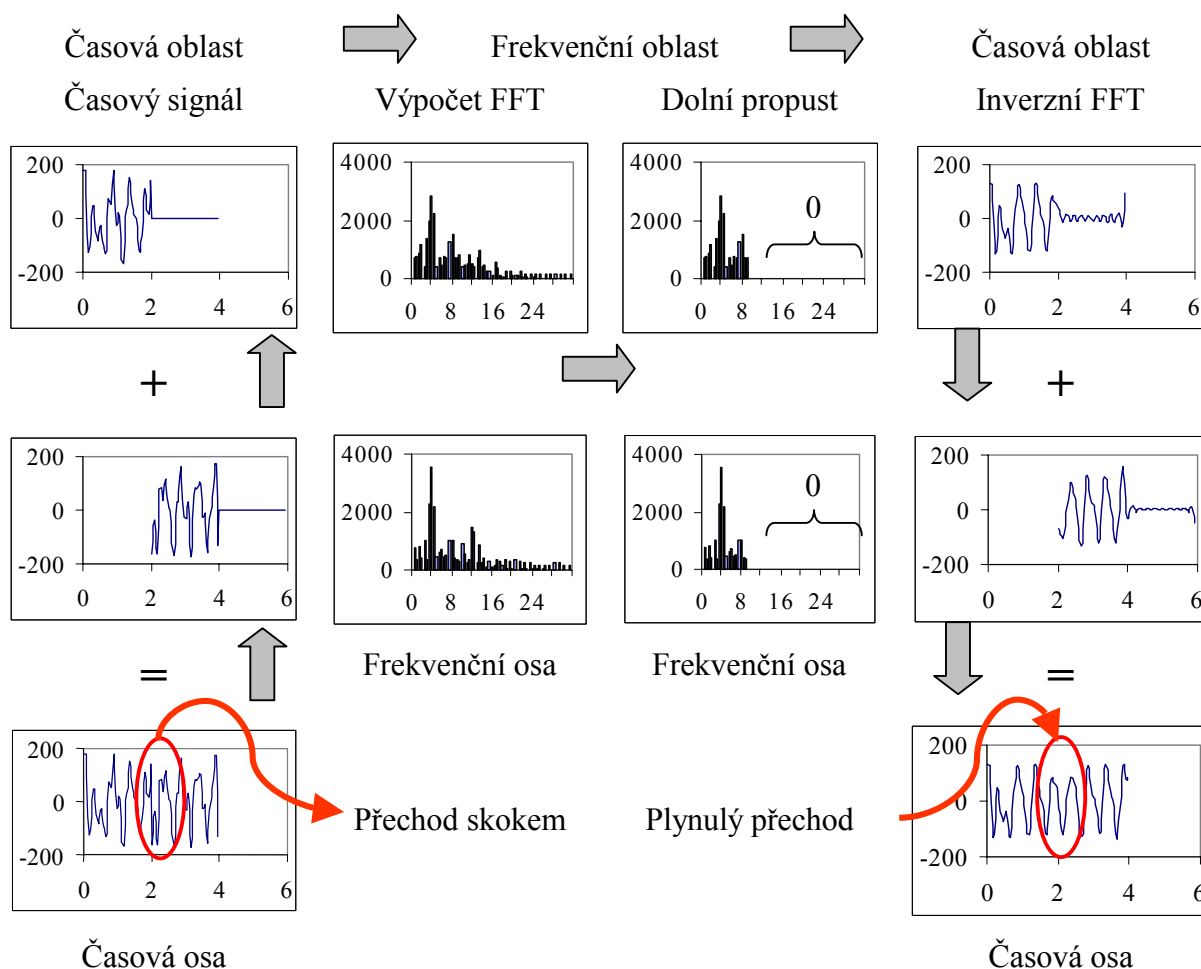 Časová oblast Frekvenční oblast Časová oblast
Časový signál Výpočet FFT Dolní propust Inverzní FFT
200
0
-200
0 2 4 6
4000
2000
0
0 8 16 24
4000
2000
0
0 8 16 24
0
200
0
-200
0 2 4 6
+ +
200
0
-200
0 2 4 6
4000
2000
0
0 8 16 24
4000
2000
0
0 8 16 24
0
200
0
-200
0 2 4 6
Frekvenční osa Frekvenční osa
= =
200
0
-200
0 2 4 6
Přechod skokem Plynulý přechod
200
0
-200
0 2 4 6
Časová osa Časová osa